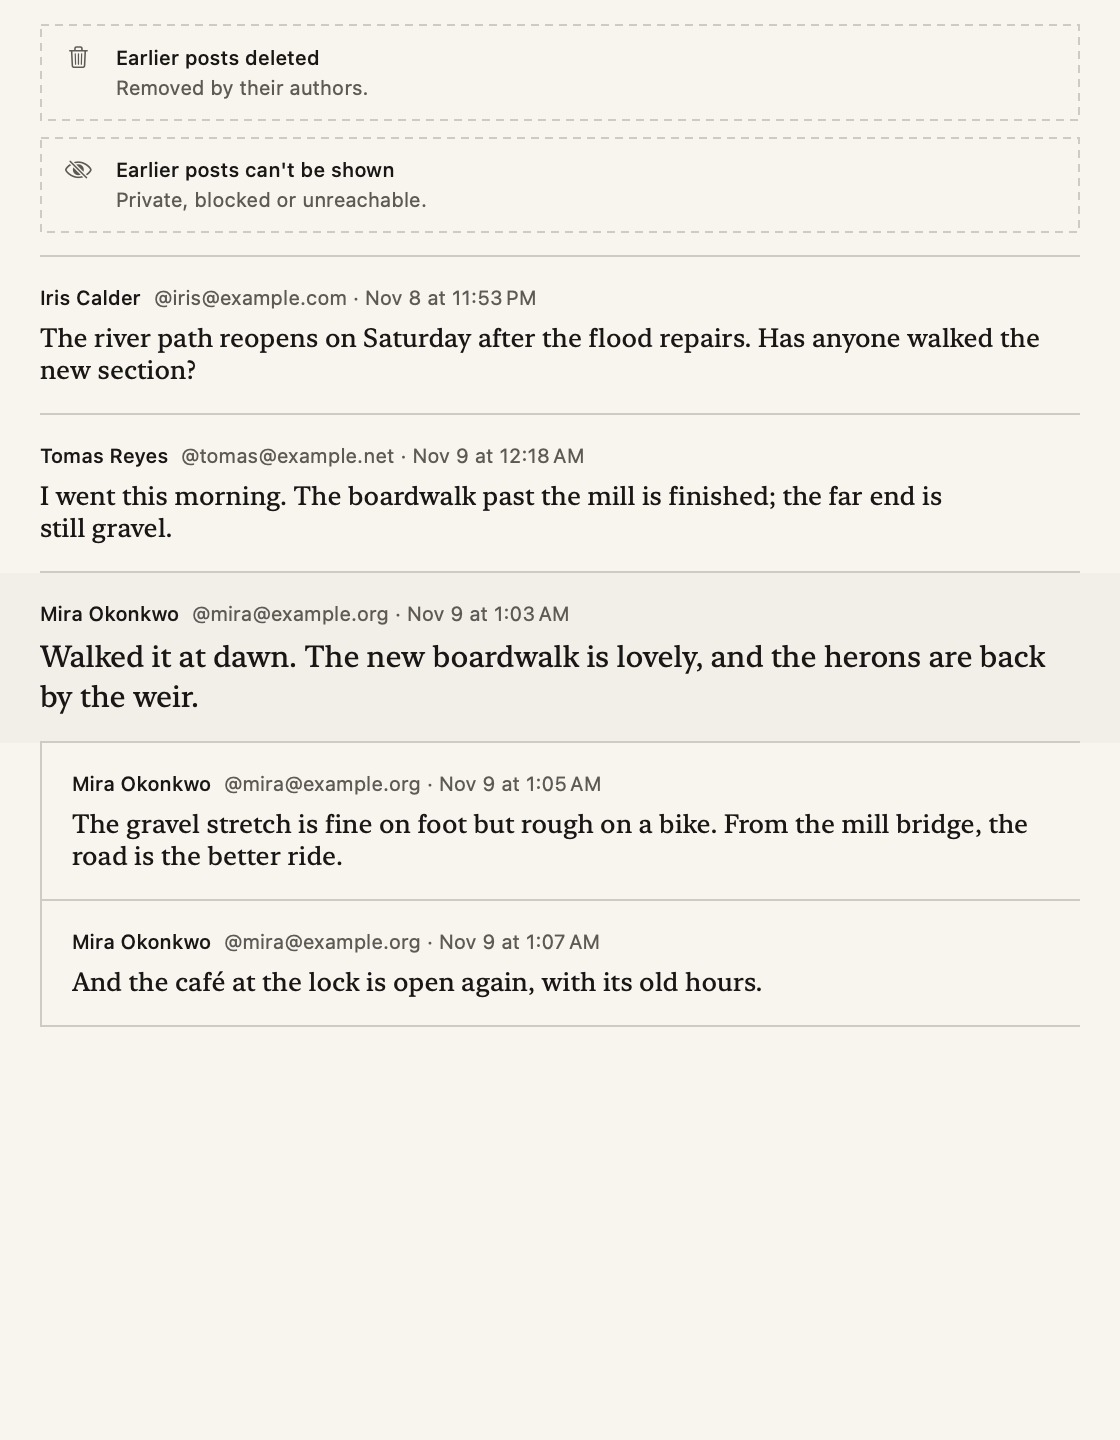 Earlier posts deleted
Removed by their authors.
Earlier posts can't be shown
Private, blocked or unreachable.
Iris Calder @iris@example.com · Nov 8 at 11:53 PM
The river path reopens on Saturday after the flood repairs. Has anyone walked the
new section?
Tomas Reyes @tomas@example.net · Nov 9 at 12:18 AM
I went this morning. The boardwalk past the mill is finished; the far end is
still gravel.
Mira Okonkwo @mira@example.org · Nov 9 at 1:03 AM
Walked it at dawn. The new boardwalk is lovely, and the herons are back
by the weir.
Mira Okonkwo @mira@example.org · Nov 9 at 1:05 AM
The gravel stretch is fine on foot but rough on a bike. From the mill bridge, the
road is the better ride.
Mira Okonkwo @mira@example.org · Nov 9 at 1:07 AM
And the café at the lock is open again, with its old hours.